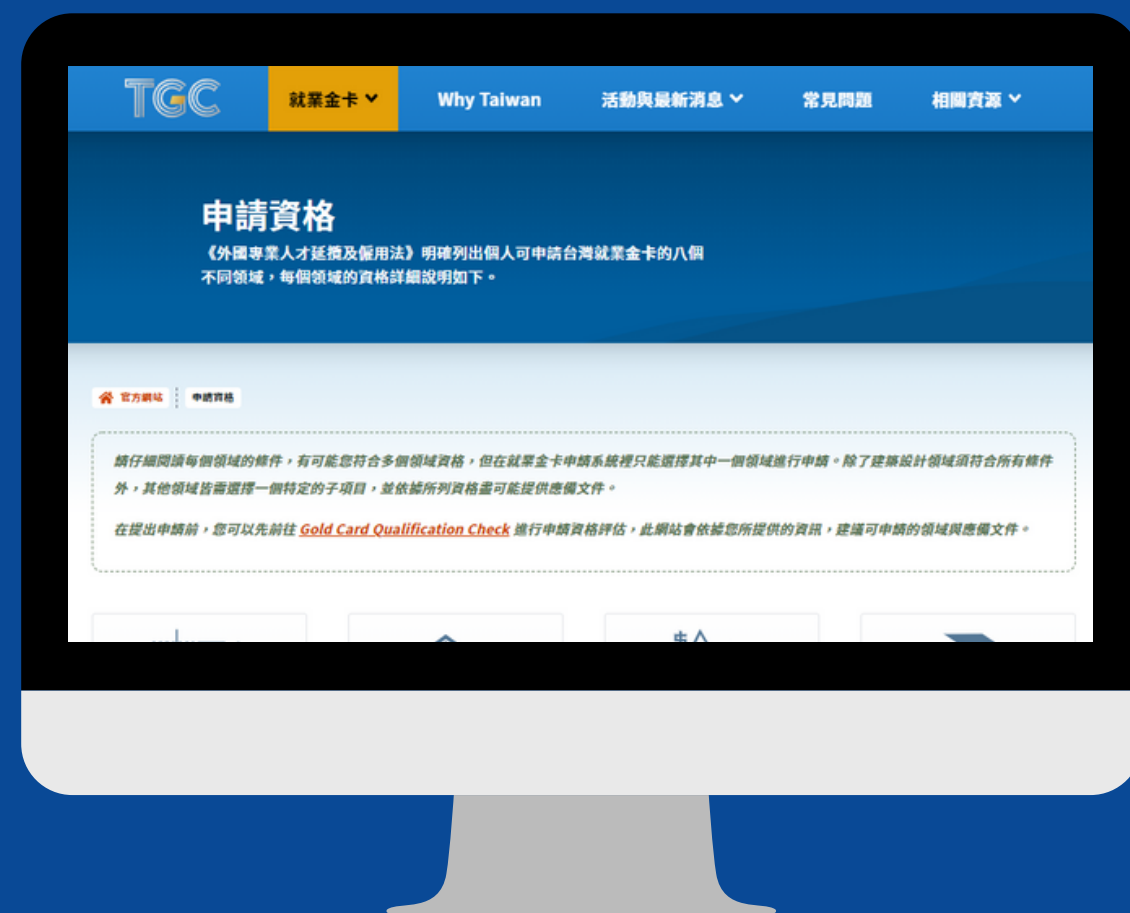 TGC
就業金卡
Why Taiwan
活動與最新消息
常見問題
相關資源
申請資格
《外國專業人才延攬及僱用法》明確列出個人可申請台灣就業金卡的八個
不同領域，每個領域的資格詳細說明如下。
官方網站
申請資格
請仔細閱讀每個領域的條件，有可能您符合多個領域資格，但在就業金卡申請系統裡只能選擇其中一個領域進行申請。除了建築設計領域須符合所有條件
外，其他領域皆需選擇一個特定的子項目，並依據所列資格盡可能提供應備文件。
在提出申請前，您可以先前往 Gold Card Qualification Check 進行申請資格評估，此網站會依據您所提供的資訊，建議可申請的領域與應備文件。